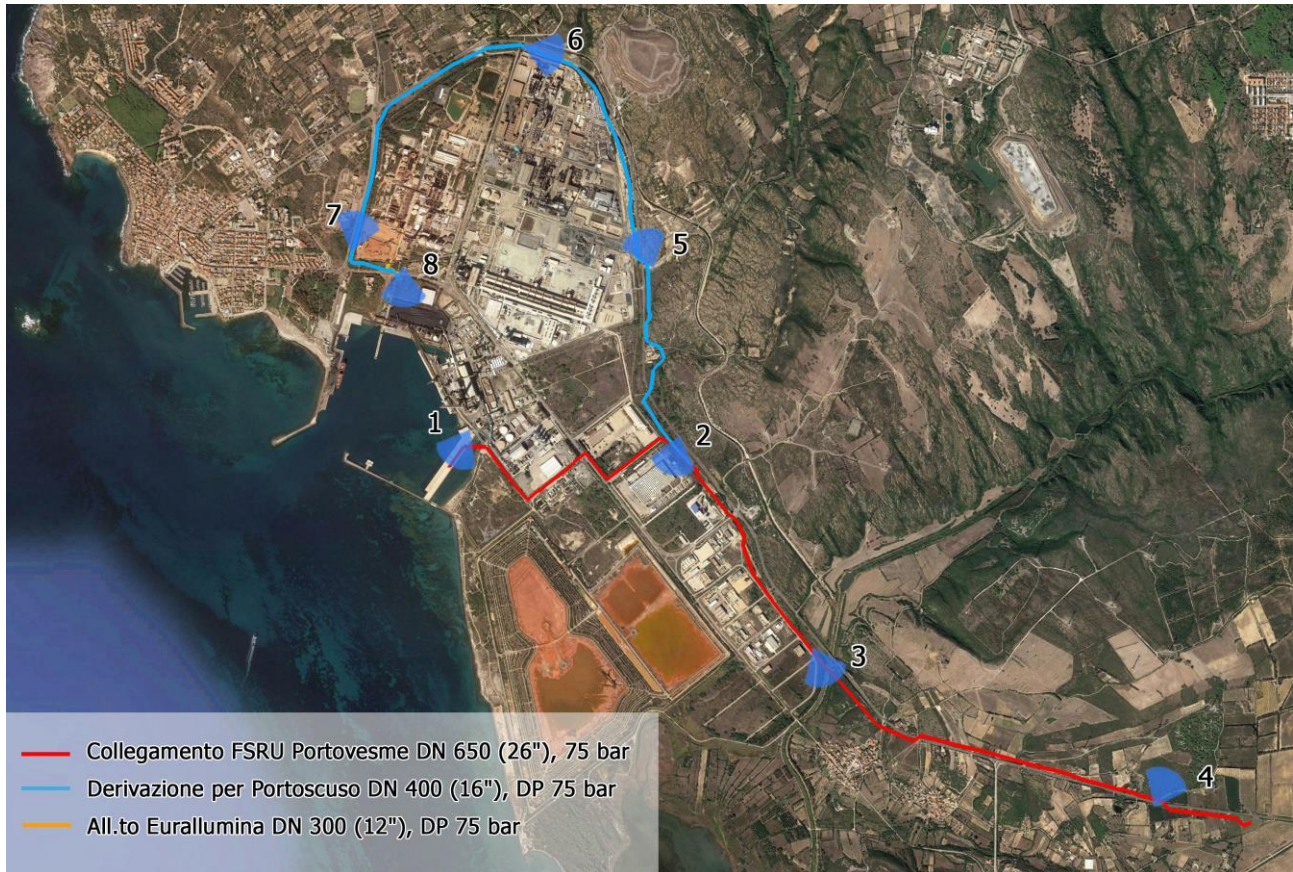 6
7
5
8
1
2
3
4
Collegamento FSRU Portovesme DN 650 (26"), 75 bar
Derivazione per Portoscuso DN 400 (16"), DP 75 bar
All.to Eurallumina DN 300 (12"), DP 75 bar